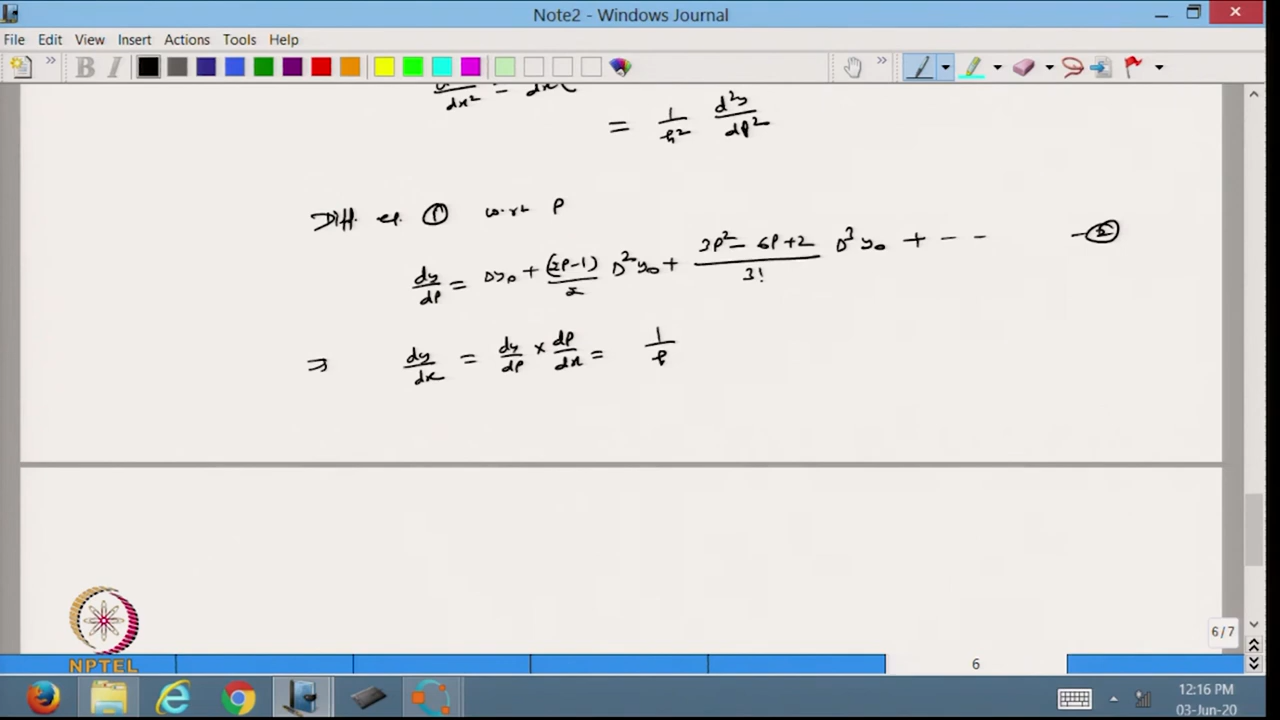 Note2 - Windows Journal
File Edit View Insert Actions Tools Help
dx² =
= 1/h² d²y/dp²
Diff. eq. ① w.r.t P
dy/dp = Δy₀ + (2P-1)/2 Δ²y₀ + (3P² - 6P + 2)/3! Δ³y₀ + - - -②
⇒ dy/dx = dy/dp × dp/dx = 1/h
6/7
NPTEL
6
12:16 PM
03-Jun-20